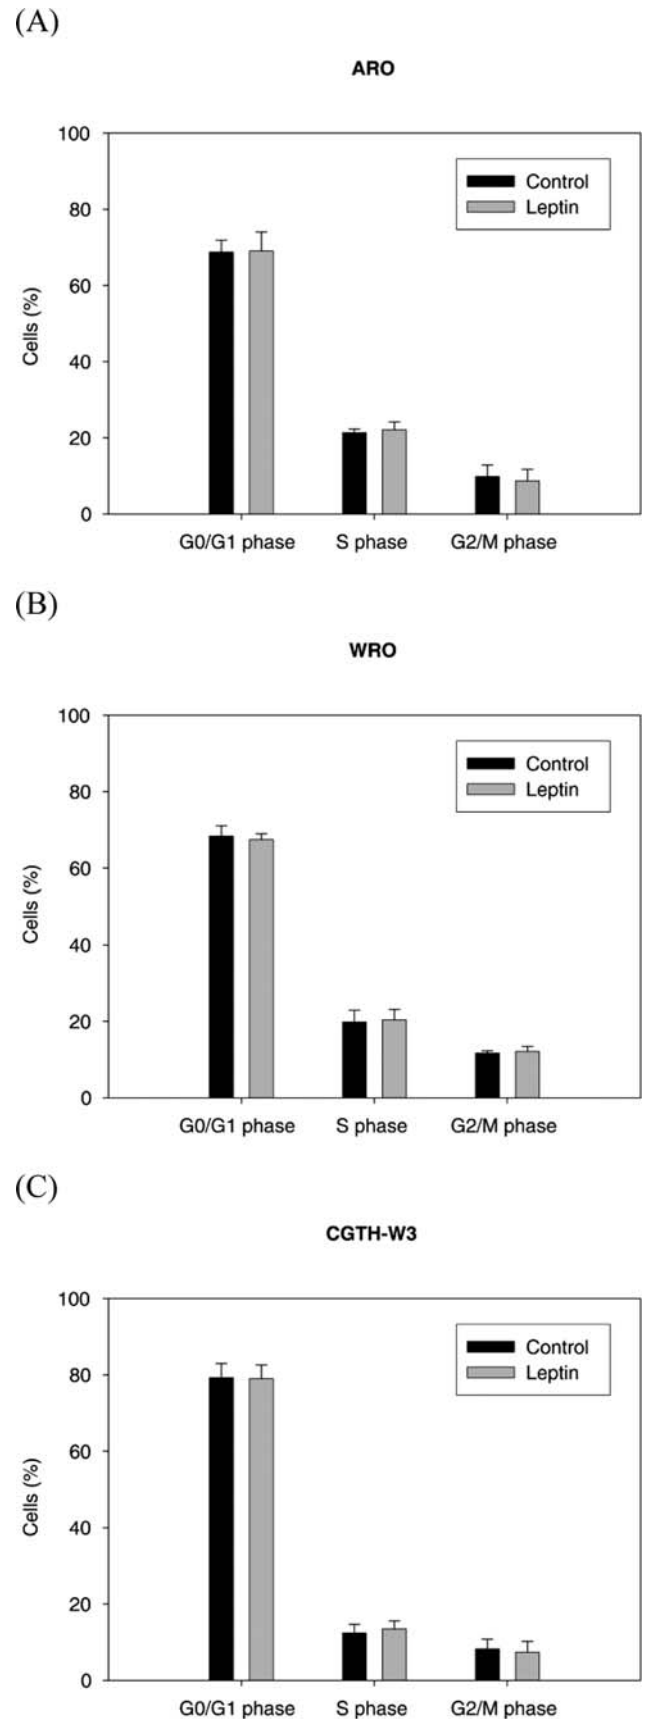 (A)
ARO
100
80
60
40
20
0
Cells (%)
Control
Leptin
G0/G1 phase S phase G2/M phase
(B)
WRO
100
80
60
40
20
0
Cells (%)
Control
Leptin
G0/G1 phase S phase G2/M phase
(C)
CGTH-W3
100
80
60
40
20
0
Cells (%)
Control
Leptin
G0/G1 phase S phase G2/M phase